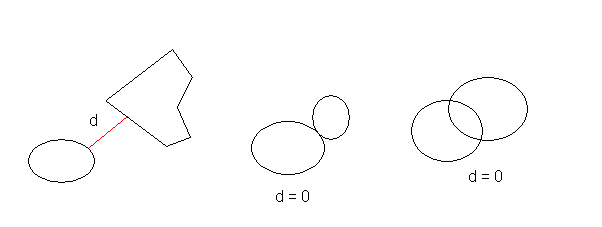 d
d = 0
d = 0